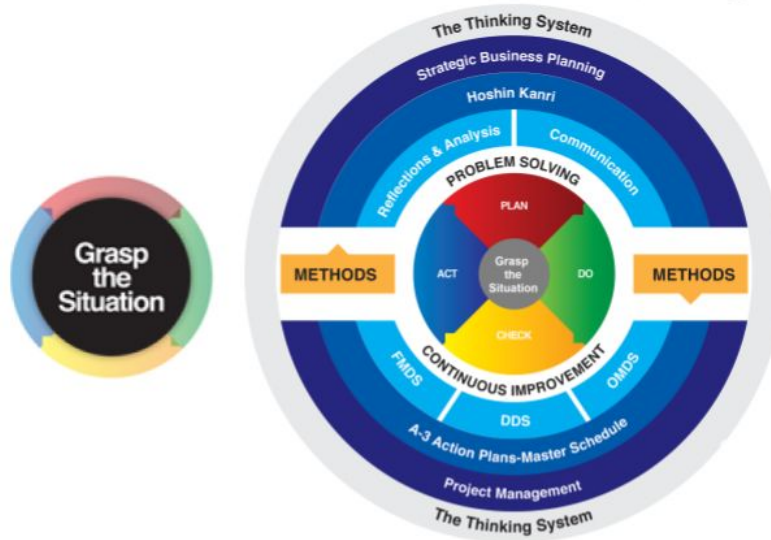 Grasp
the
Situation
The Thinking System
Strategic Business Planning
Hoshin Kanri
Reflections & Analysis
Communication
PROBLEM SOLVING
PLAN
METHODS
ACT
Grasp
the
Situation
DO
METHODS
CHECK
CONTINUOUS IMPROVEMENT
FMDS
DDS
OMDS
A-3 Action Plans-Master Schedule
Project Management
The Thinking System